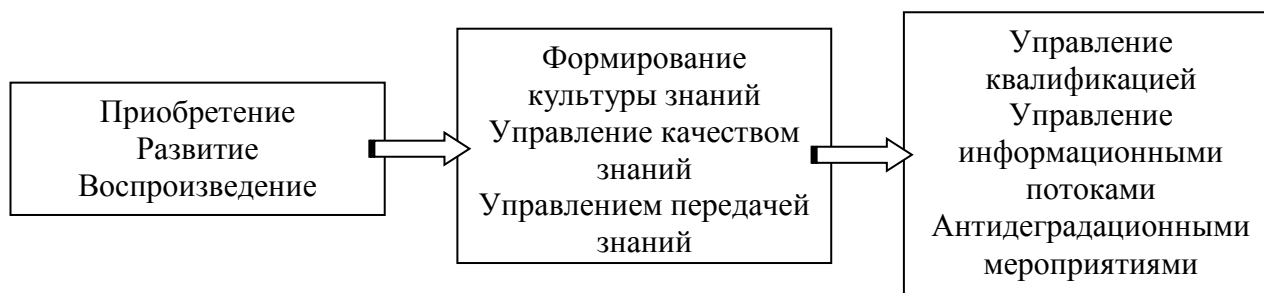 Приобретение
Развитие
Воспроизведение
Формирование
культуры знаний
Управление качеством
знаний
Управлением передачей
знаний
Управление
квалификацией
Управление
информационными
потоками
Антидеградационными
мероприятиями